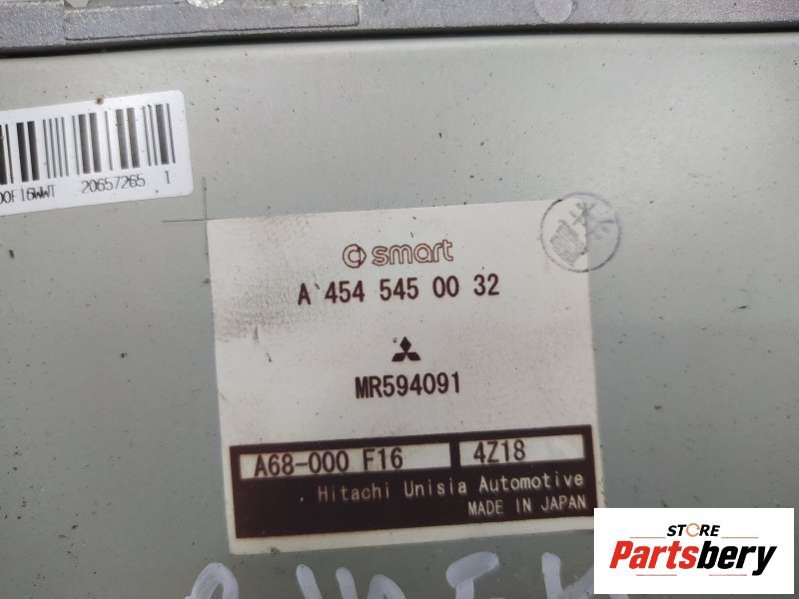 20657265 1
smart
A 454 545 00 32
MR594091
A68-000 F16 4Z18
Hitachi Unisia Automotive
MADE IN JAPAN
STORE
Partsbery